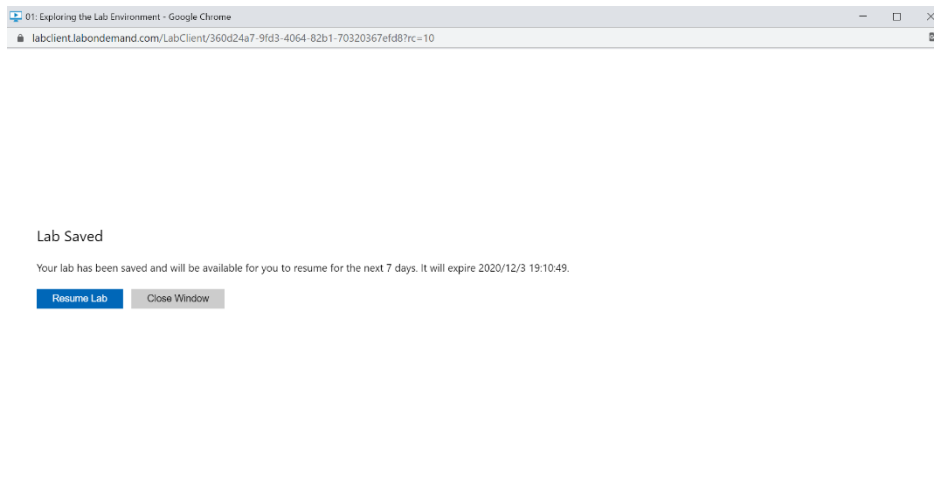 01: Exploring the Lab Environment - Google Chrome
labclient.labondemand.com/LabClient/360d24a7-9fd3-4064-82b1-70320367efd8?rc=10
Lab Saved
Your lab has been saved and will be available for you to resume for the next 7 days. It will expire 2020/12/3 19:10:49.
Resume Lab Close Window